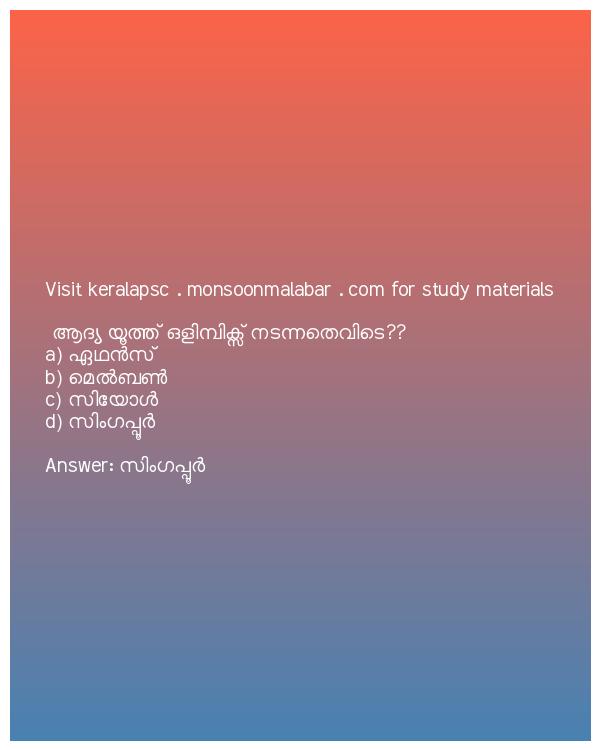 Visit keralapsc . monsoonmalabar . com for study materials
ആദ്യ യൂത്ത് ഒളിമ്പിക്സ് നടന്നതെവിടെ??
a) ഏഥൻസ്
b) മെൽബൺ
c) സിയോൾ
d) സിംഗപ്പൂർ
Answer: സിംഗപ്പൂർ